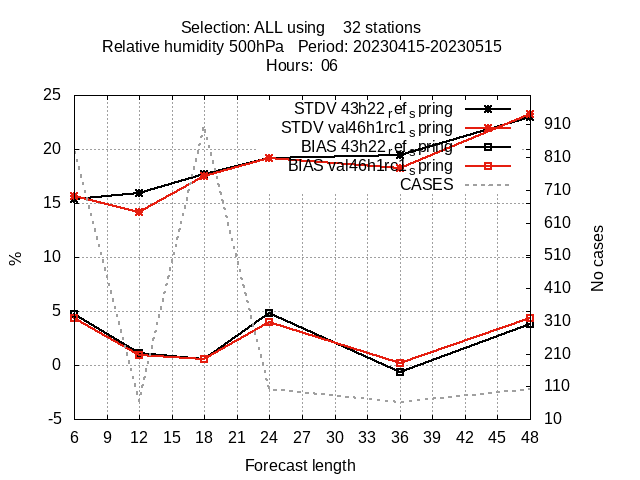 Selection: ALL using    32 stations
Relative humidity 500hPa   Period: 20230415-20230515
Hours:  06
STDV 43h22_ref_spring
STDV val46h1rc1_spring
BIAS 43h22_ref_spring
BIAS val46h1rc1_spring
CASES
25
20
15
10
5
0
-5
%
910
810
710
610
510
410
310
210
110
10
No cases
6 9 12 15 18 21 24 27 30 33 36 39 42 45 48
Forecast length